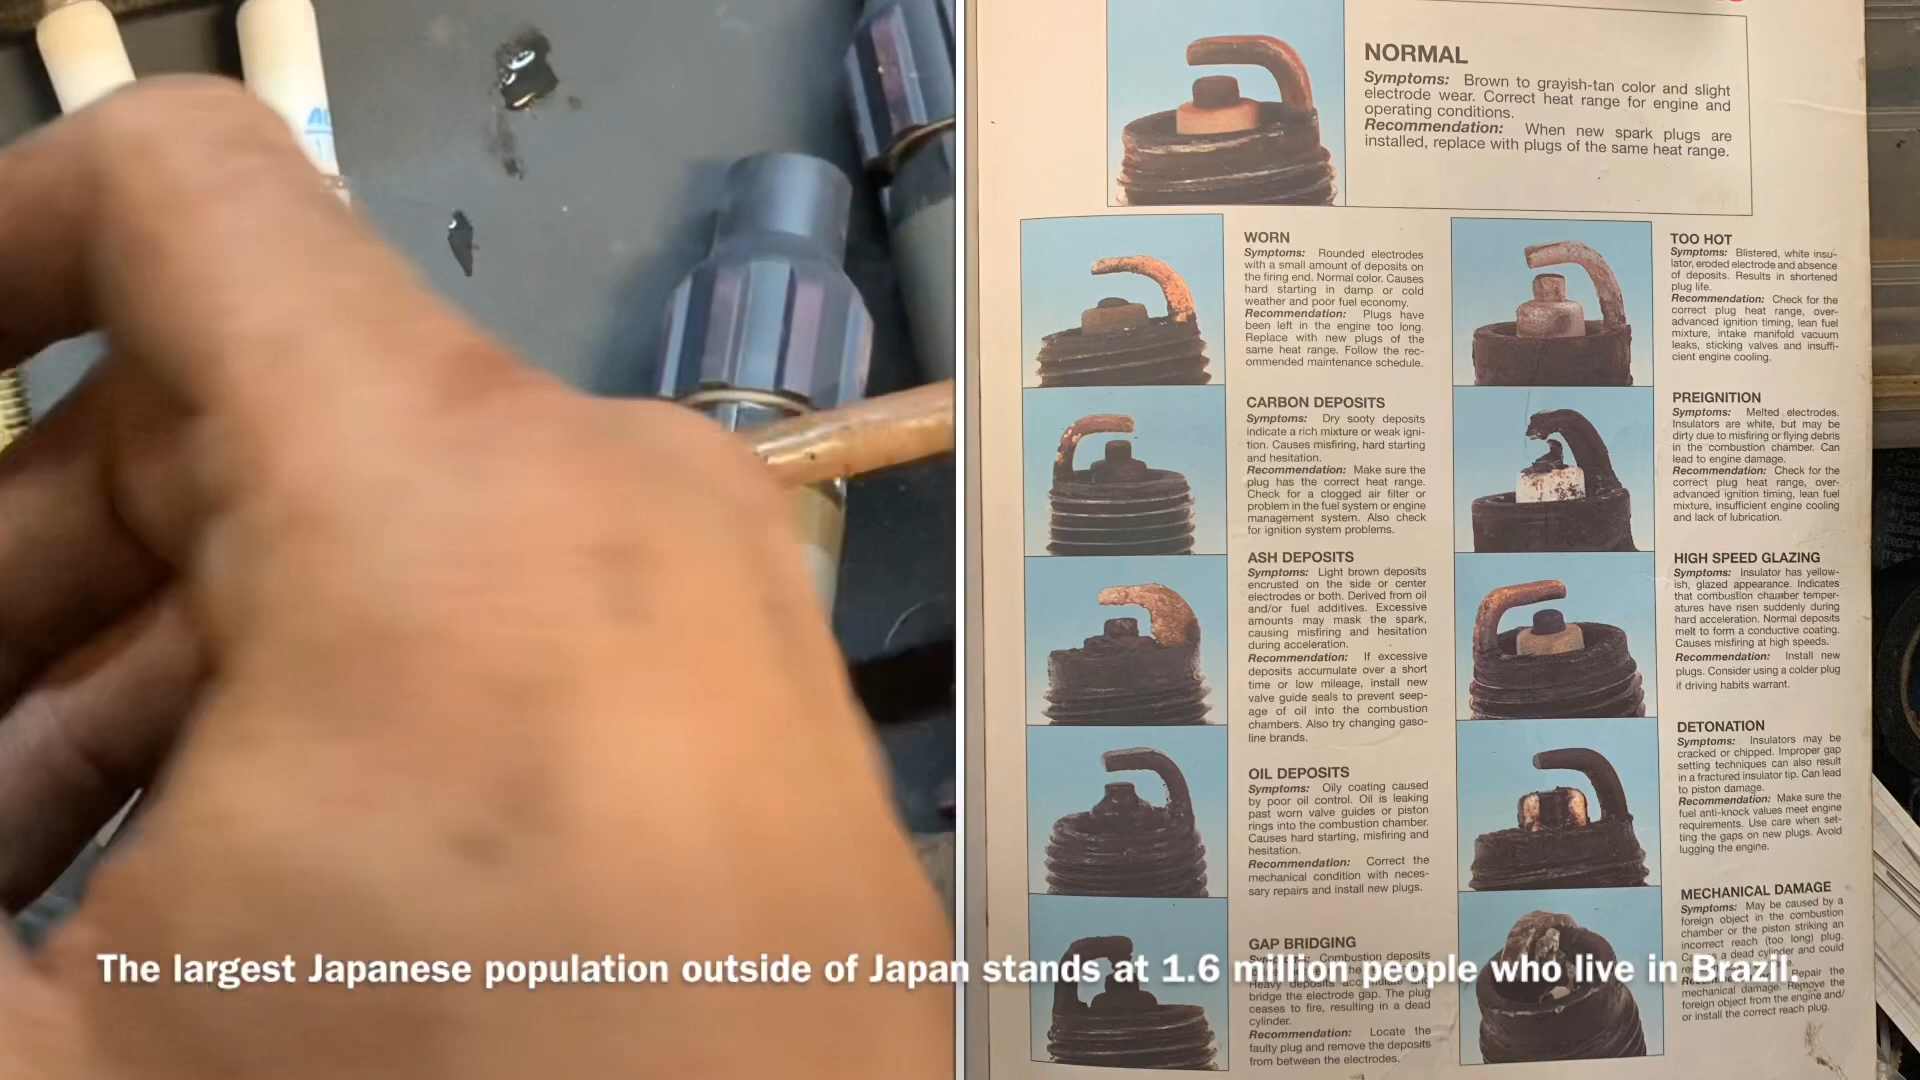 NORMAL
Symptoms: Brown to grayish-tan color and slight
electrode wear. Correct heat range for engine and
operating conditions.
Recommendation: When new spark plugs are
installed, replace with plugs of the same heat range.
WORN
Symptoms: Rounded electrodes
with a small amount of deposits on
the firing end. Normal color. Causes
hard starting in damp or cold
weather and poor fuel economy.
Recommendation: Plugs have
been left in the engine too long.
Replace with new plugs of the
same heat range. Follow the rec-
ommended maintenance schedule.
CARBON DEPOSITS
Symptoms: Dry sooty deposits
indicate a rich mixture or weak igni-
tion. Causes misfiring, hard starting
and hesitation.
Recommendation: Make sure the
plug has the correct heat range.
Check for a clogged air filter or
problem in the fuel system or engine
management system. Also check
for ignition system problems.
ASH DEPOSITS
Symptoms: Light brown deposits
encrusted on the side or center
electrodes or both. Derived from oil
and/or fuel additives. Excessive
amounts may mask the spark,
causing misfiring and hesitation
during acceleration.
Recommendation: If excessive
deposits accumulate over a short
time or low mileage, install new
valve guide seals to prevent seep-
age of oil into the combustion
chambers. Also try changing gaso-
line brands.
OIL DEPOSITS
Symptoms: Oily coating caused
by poor oil control. Oil is leaking
past worn valve guides or piston
rings into the combustion chamber.
Causes hard starting, misfiring and
hesitation.
Recommendation: Correct the
mechanical condition with neces-
sary repairs and install new plugs.
GAP BRIDGING
Symptoms: Combustion deposits
Heavy deposits
bridge the electrode gap. The plug
ceases to fire, resulting in a dead
cylinder.
Recommendation: Locate the
faulty plug and remove the deposits
from between the electrodes.
TOO HOT
Symptoms: Blistered, white insu-
lator, eroded electrode and absence
of deposits. Results in shortened
plug life.
Recommendation: Check for the
correct plug heat range, over-
advanced ignition timing, lean fuel
mixture, intake manifold vacuum
leaks, sticking valves and insuffi-
cient engine cooling.
PREIGNITION
Symptoms: Melted electrodes.
Insulators are white, but may be
dirty due to misfiring or flying debris
in the combustion chamber. Can
lead to engine damage.
Recommendation: Check for the
correct plug heat range, over-
advanced ignition timing, lean fuel
mixture, insufficient engine cooling
and lack of lubrication.
HIGH SPEED GLAZING
Symptoms: Insulator has yellow-
ish, glazed appearance. Indicates
that combustion chamber temper-
atures have risen suddenly during
hard acceleration. Normal deposits
melt to form a conductive coating.
Causes misfiring at high speeds.
Recommendation: Install new
plugs. Consider using a colder plug
if driving habits warrant.
DETONATION
Symptoms: Insulators may be
cracked or chipped. Improper gap
setting techniques can also result
in a fractured insulator tip. Can lead
to piston damage.
Recommendation: Make sure the
fuel anti-knock values meet engine
requirements. Use care when set-
ting the gaps on new plugs. Avoid
lugging the engine.
MECHANICAL DAMAGE
Symptoms: May be caused by a
foreign object in the combustion
chamber or the piston striking an
incorrect reach (too long) plug.
a dead cylinder and could
Repair the
mechanical damage. Remove the
foreign object from the engine and/
or install the correct reach plug.
The largest Japanese population outside of Japan stands at 1.6 million people who live in Brazil.